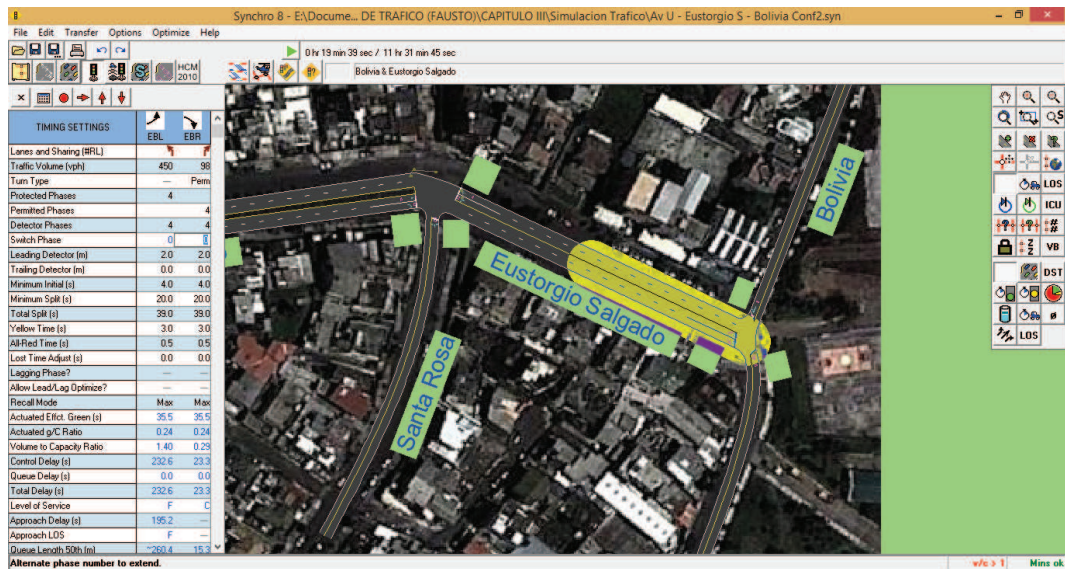 Synchro 8 - E:\Docume... DE TRAFICO (FAUSTO)\CAPITULO III\Simulacion Trafico\Av U - Eustorgio S - Bolivia Conf2.syn
File Edit Transfer Options Optimize Help
0 hr 19 min 39 sec / 11 hr 31 min 45 sec
HCM 2010
Bolivia & Eustorgio Salgado
TIMING SETTINGS EBL EBR
Lanes and Sharing (#RL)
Traffic Volume (vph) 450 98
Turn Type — Perm
Protected Phases 4
Permitted Phases 4
Detector Phases 4 4
Switch Phase 0 0
Leading Detector (m) 2.0 2.0
Trailing Detector (m) 0.0 0.0
Minimum Initial (s) 4.0 4.0
Minimum Split (s) 20.0 20.0
Total Split (s) 39.0 39.0
Yellow Time (s) 3.0 3.0
All-Red Time (s) 0.5 0.5
Lost Time Adjust (s) 0.0 0.0
Lagging Phase? — —
Allow Lead/Lag Optimize? — —
Recall Mode Max Max
Actuated Effct. Green (s) 35.5 35.5
Actuated g/C Ratio 0.24 0.24
Volume to Capacity Ratio 1.40 0.29
Control Delay (s) 232.6 23.3
Queue Delay (s) 0.0 0.0
Total Delay (s) 232.6 23.3
Level of Service F C
Approach Delay (s) 195.2 —
Approach LOS F —
Queue Length 50th (m) ~260.4 15.3
Bolivia
Eustorgio Salgado
Santa Rosa
S
LOS
ICU
VB
DST
ø
LOS
Alternate phase number to extend.
v/c > 1 Mins ok